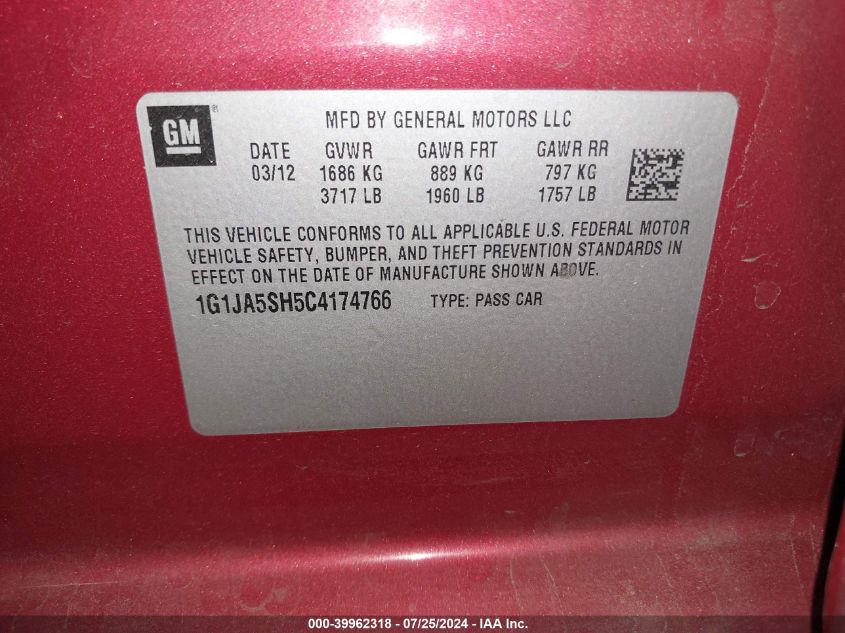 GM
MFD BY GENERAL MOTORS LLC
DATE GVWR GAWR FRT GAWR RR
03/12 1686 KG 889 KG 797 KG
3717 LB 1960 LB 1757 LB
THIS VEHICLE CONFORMS TO ALL APPLICABLE U.S. FEDERAL MOTOR
VEHICLE SAFETY, BUMPER, AND THEFT PREVENTION STANDARDS IN
EFFECT ON THE DATE OF MANUFACTURE SHOWN ABOVE.
1G1JA5SH5C4174766 TYPE: PASS CAR
000-39962318 - 07/25/2024 - IAA Inc.